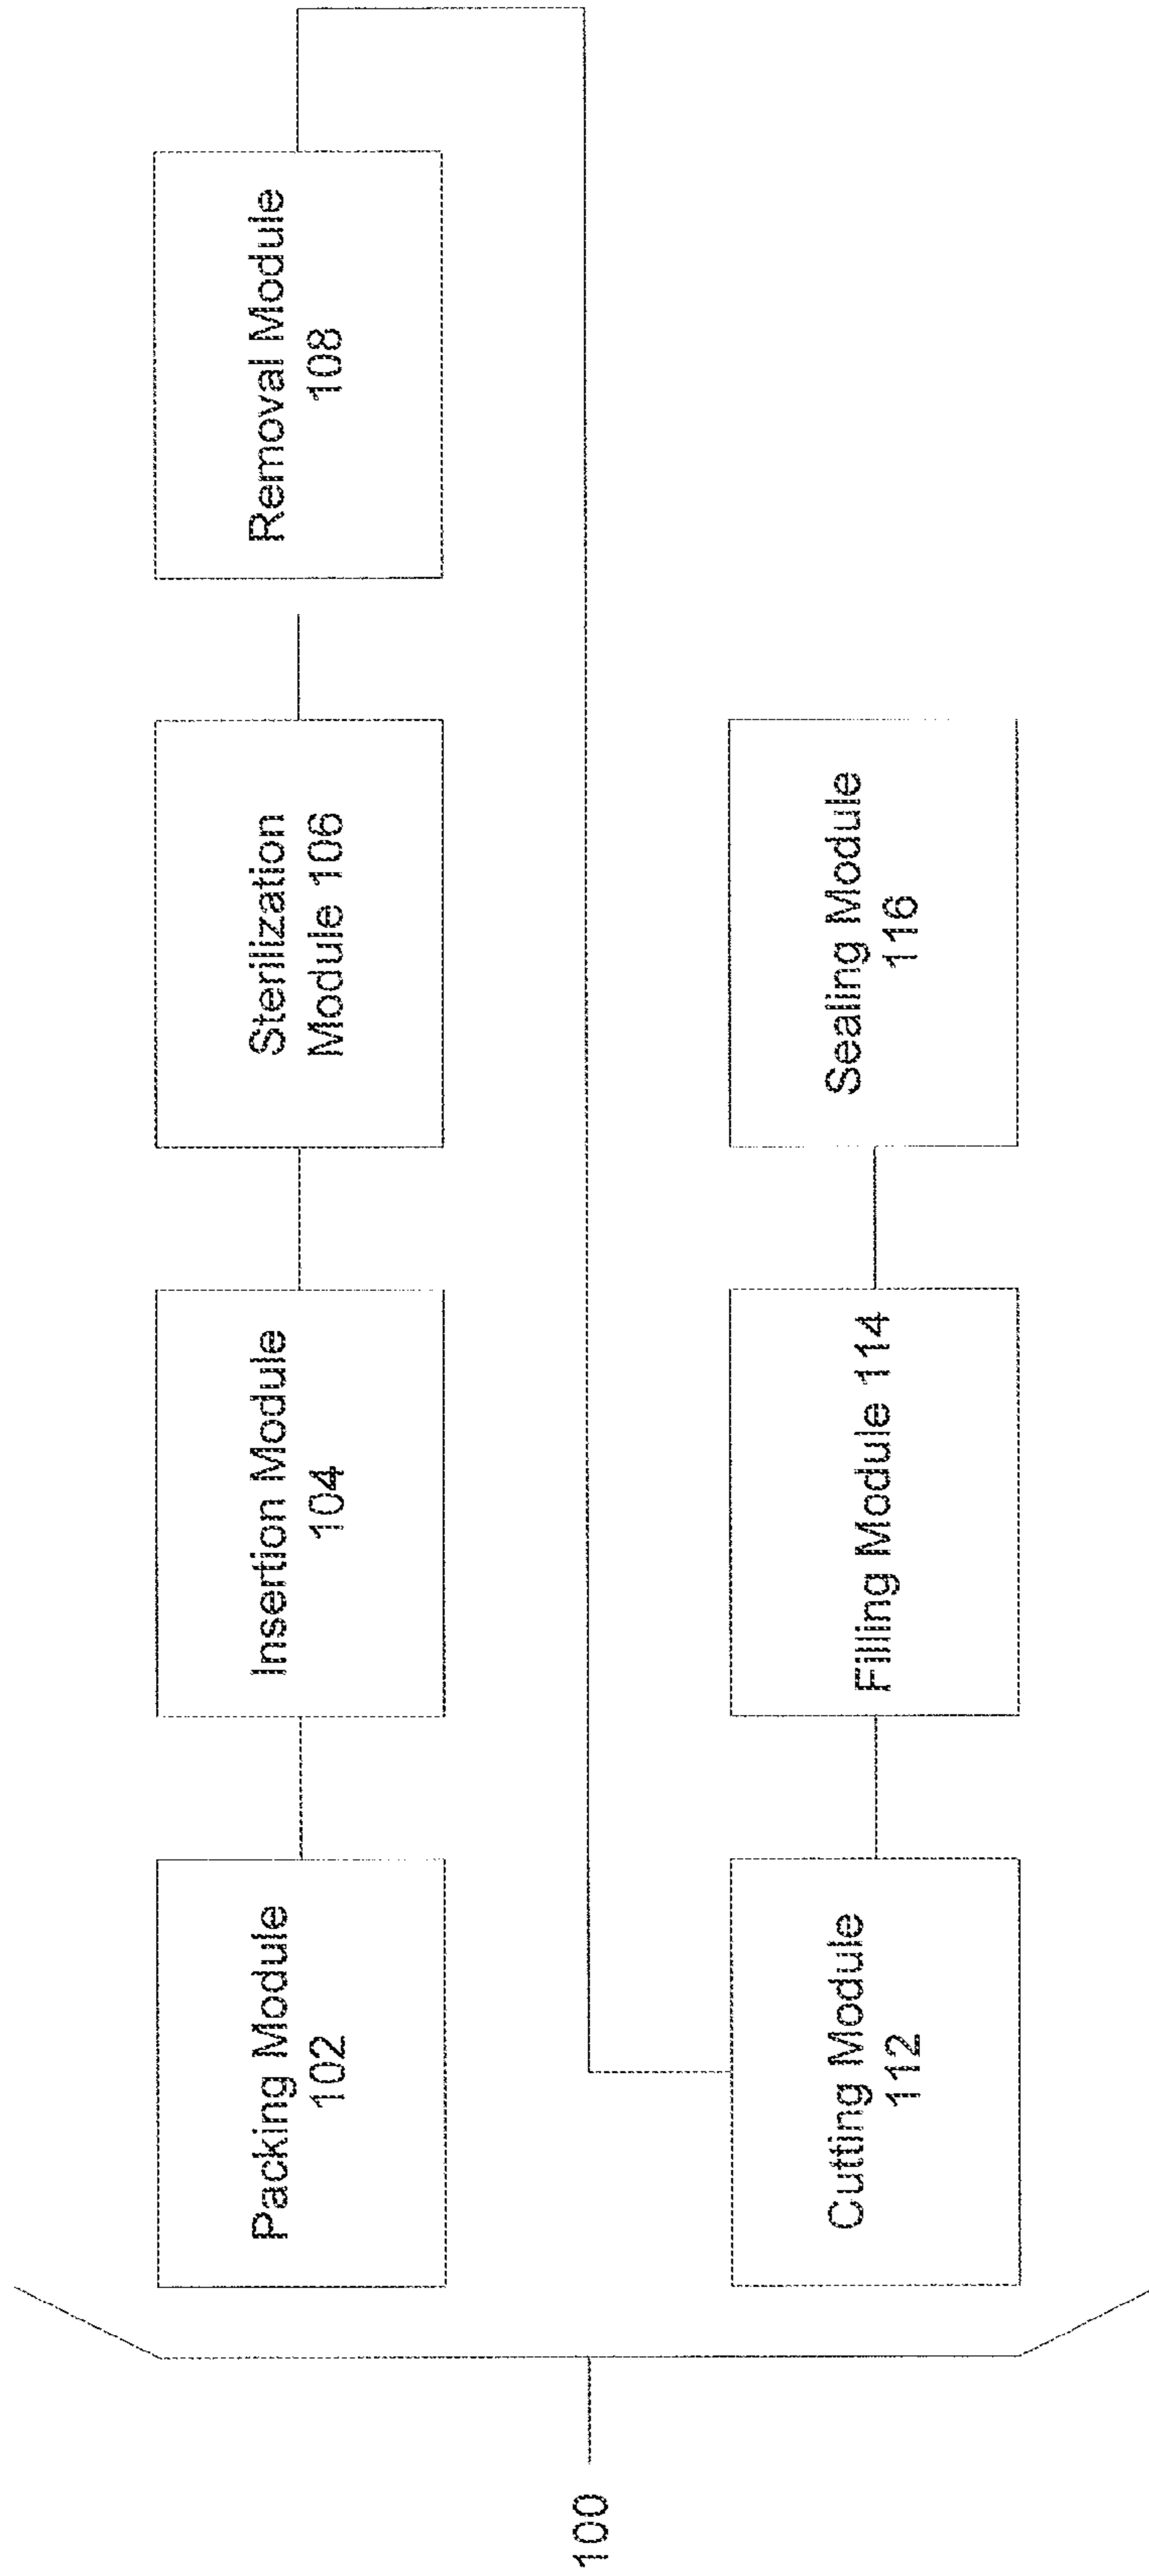 Packing Module
102
Insertion Module
104
Sterilization
Module 106
Removal Module
108
Cutting Module
112
Filling Module 114
Sealing Module
116
100